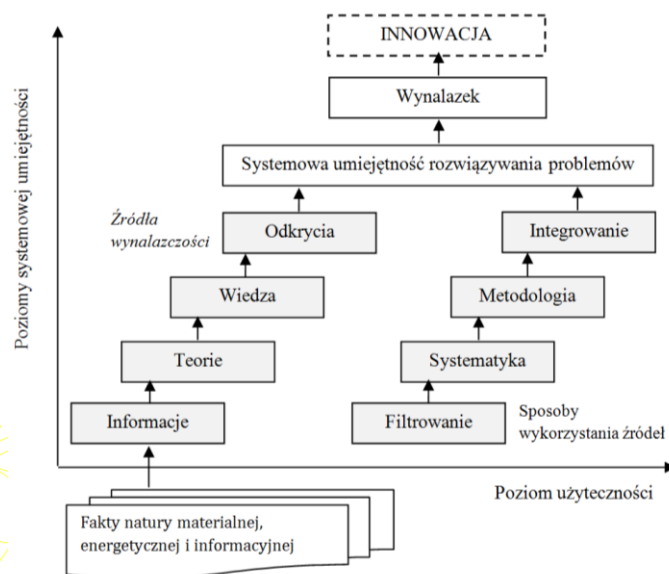 INNOWACJA
Wynalazek
Systemowa umiejętność rozwiązywania problemów
Źródła
wynalazczości
Odkrycia
Integrowanie
Wiedza
Metodologia
Teorie
Systematyka
Informacje
Filtrowanie
Sposoby
wykorzystania źródeł
Poziomy systemowej umiejętności
Poziom użyteczności
Fakty natury materialnej,
energetycznej i informacyjnej